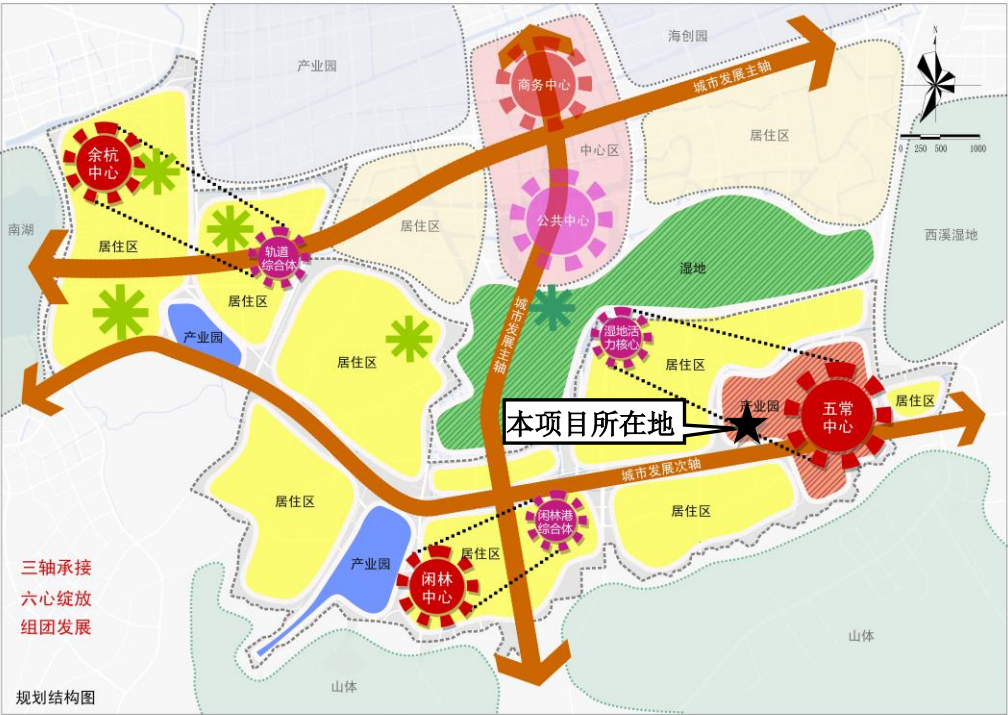 海创园
产业园
商务中心
城市发展主轴
N
0 250 500 1000
居住区
中心区
余杭
中心
南湖
居住区
居住区
公共中心
西溪湿地
轨道
综合体
湿地
居住区
产业园
居住区
城市发展主轴
湿地活
力核心
居住区
产业园
五常
中心
居住区
本项目所在地
城市发展次轴
居住区
闲林港
综合体
居住区
居住区
产业园
闲林
中心
三轴承接
六心绽放
组团发展
山体
山体
规划结构图